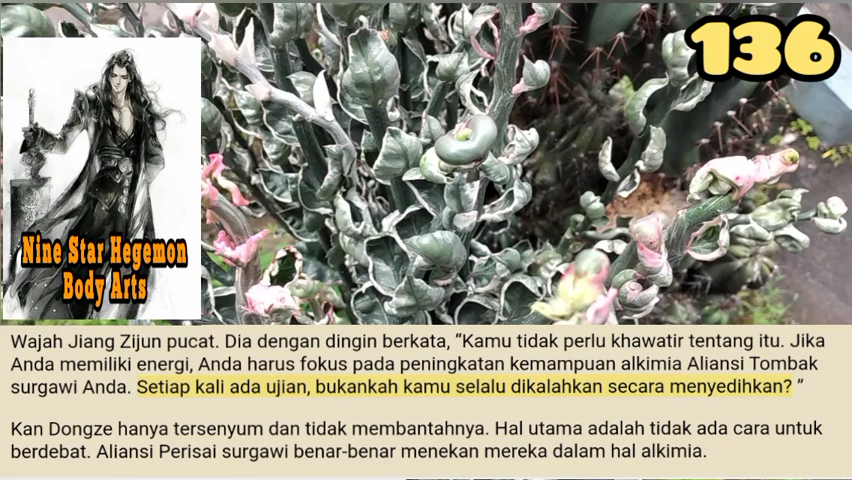 136
Nine Star Hegemon
Body Arts
Wajah Jiang Zijun pucat. Dia dengan dingin berkata, “Kamu tidak perlu khawatir tentang itu. Jika
Anda memiliki energi, Anda harus fokus pada peningkatan kemampuan alkimia Aliansi Tombak
surgawi Anda. Setiap kali ada ujian, bukankah kamu selalu dikalahkan secara menyedihkan? ”
Kan Dongze hanya tersenyum dan tidak membantahnya. Hal utama adalah tidak ada cara untuk
berdebat. Aliansi Perisai surgawi benar-benar menekan mereka dalam hal alkimia.